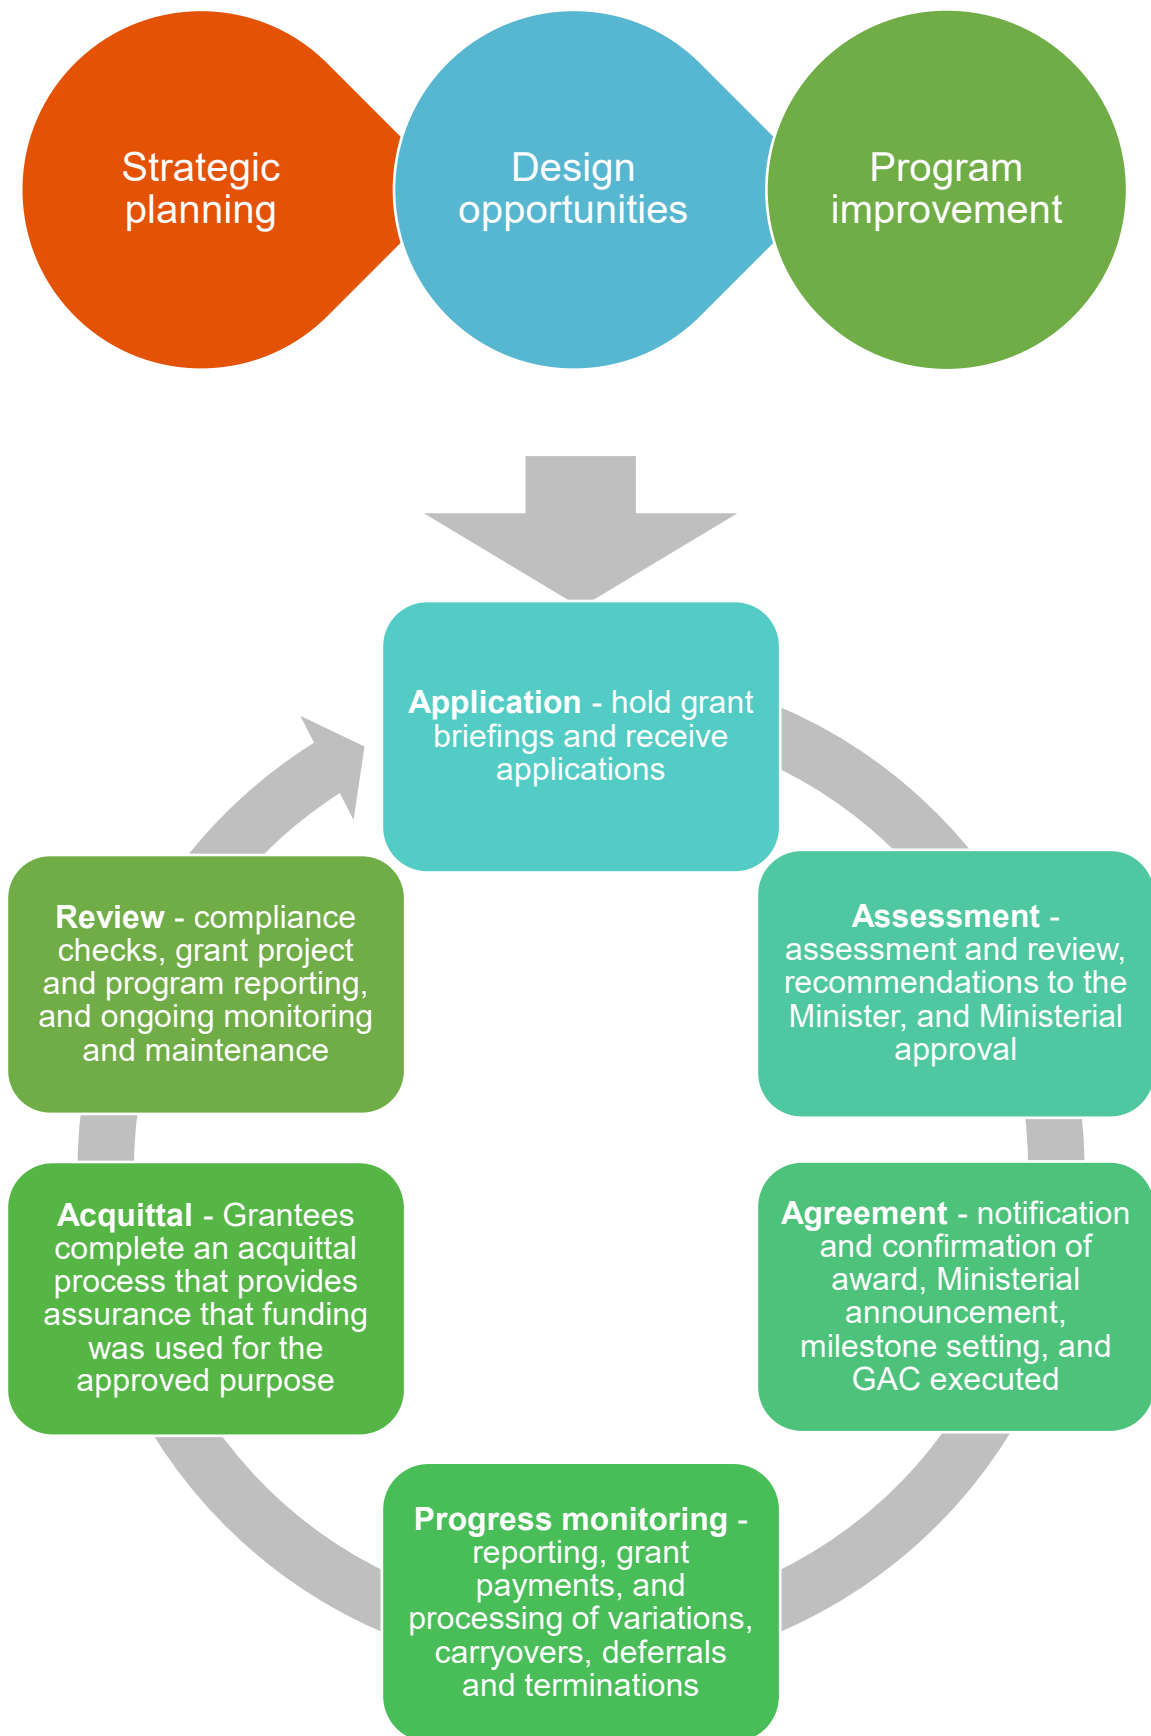 Strategic
planning
Design
opportunities
Program
improvement
Application - hold grant
briefings and receive
applications
Assessment -
assessment and review,
recommendations to the
Minister, and Ministerial
approval
Agreement - notification
and confirmation of
award, Ministerial
announcement,
milestone setting, and
GAC executed
Progress monitoring -
reporting, grant
payments, and
processing of variations,
carryovers, deferrals
and terminations
Acquittal - Grantees
complete an acquittal
process that provides
assurance that funding
was used for the
approved purpose
Review - compliance
checks, grant project
and program reporting,
and ongoing monitoring
and maintenance